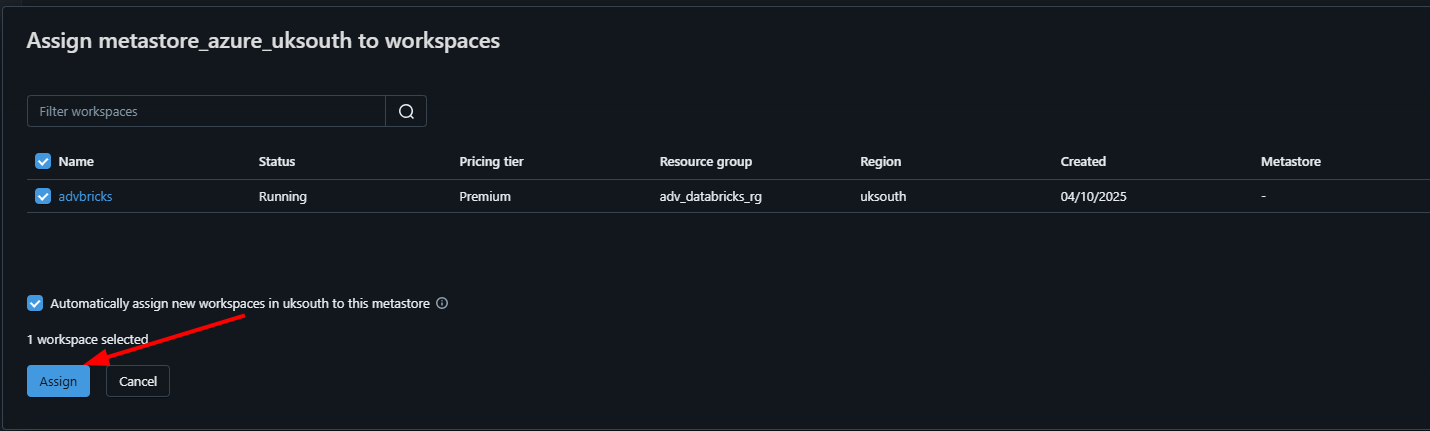 Assign metastore_azure_uksouth to workspaces
Filter workspaces
Name Status Pricing tier Resource group Region Created Metastore
advbricks Running Premium adv_databricks_rg uksouth 04/10/2025 -
Automatically assign new workspaces in uksouth to this metastore
1 workspace selected
Assign Cancel